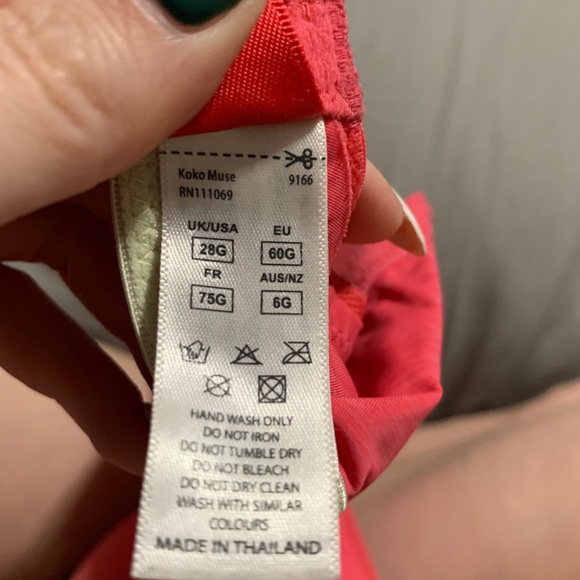 Koko Muse 9166
RN111069
UK/USA EU
28G 60G
FR AUS/NZ
75G 6G
HAND WASH ONLY
DO NOT IRON
DO NOT TUMBLE DRY
DO NOT BLEACH
DO NOT DRY CLEAN
WASH WITH SIMILAR
COLOURS
MADE IN THAILAND